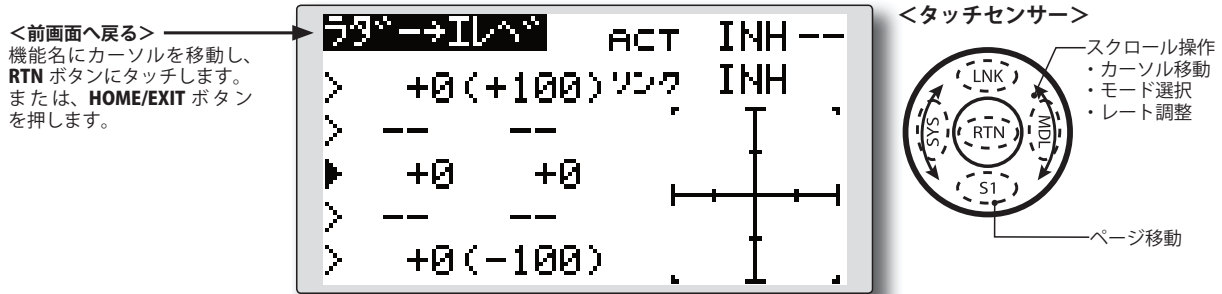 <前画面へ戻る>
機能名にカーソルを移動し、
RTN ボタンにタッチします。
または、HOME/EXIT ボタン
を押します。
ラダー→エレベ ACT INH --
> +0(+100) リンク INH
> -- --
▶ +0 +0
> -- --
> +0(-100)
<タッチセンサー>
LNK
SYS
RTN
MDL
S1
スクロール操作
・カーソル移動
・モード選択
・レート調整
ページ移動